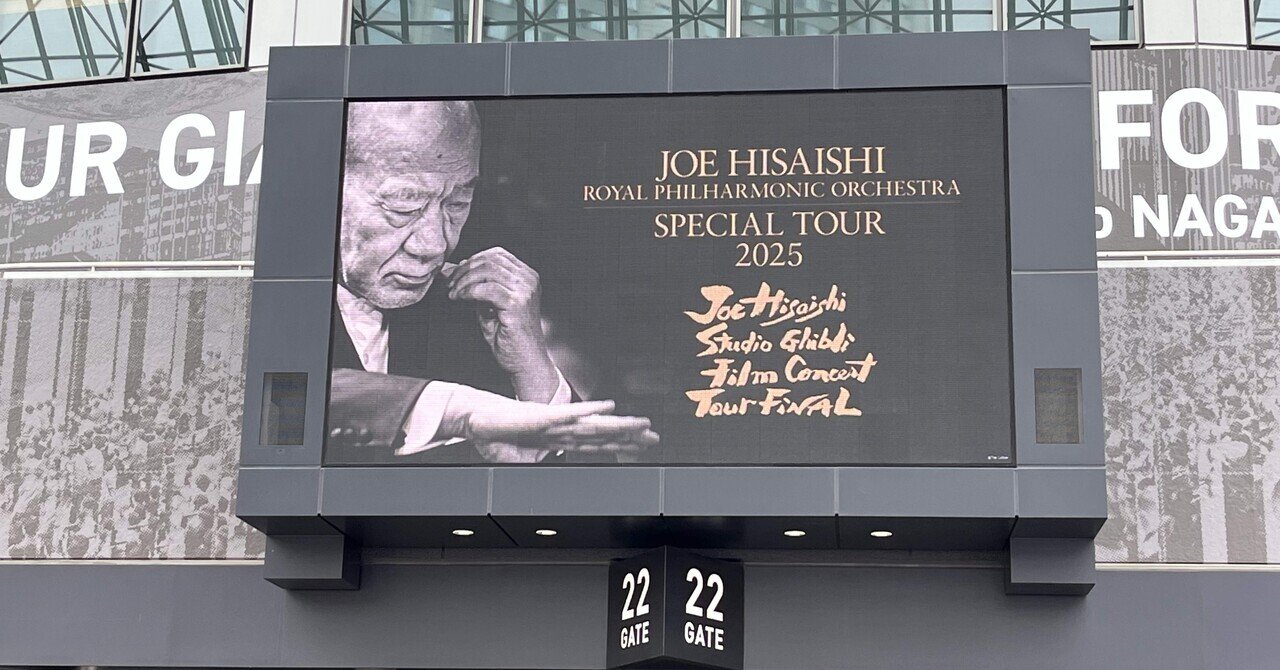 UR GI
FOR
NAGA
JOE HISAISHI
ROYAL PHILHARMONIC ORCHESTRA
SPECIAL TOUR
2025
Joe Hisaishi
Studio Ghibli
Film Concert
Tour FINAL
22
GATE
22
GATE